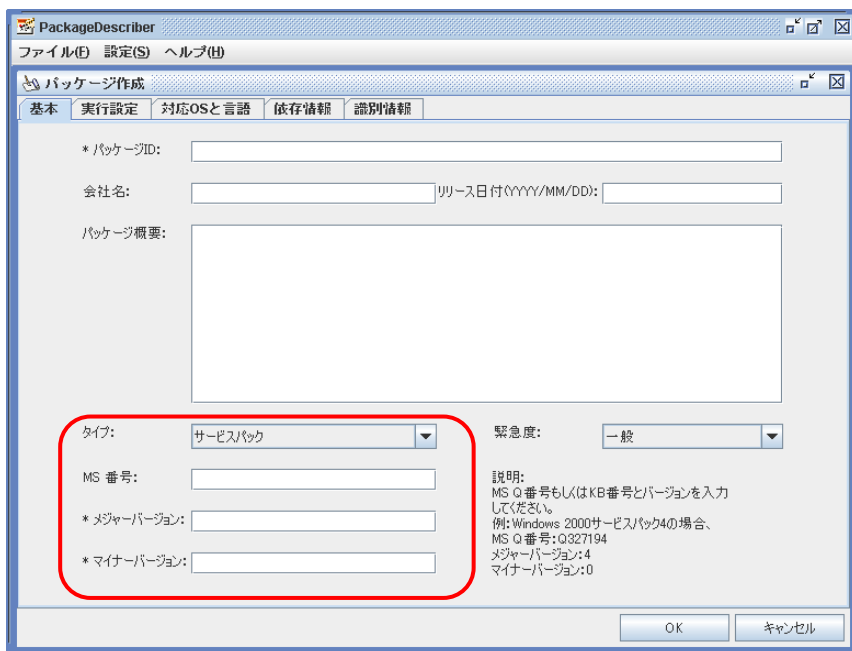 PackageDescriber
ファイル(F) 設定(S) ヘルプ(H)
パッケージ作成
基本 実行設定 対応OSと言語 依存情報 識別情報
* パッケージID:
会社名: リリース日付(YYYY/MM/DD):
パッケージ概要:
タイプ: サービスパック 緊急度: 一般
MS 番号: 説明:
MS Q 番号もしくはKB番号とバージョンを入力
してください。
* メジャーバージョン: 例:Windows 2000サービスパック4の場合、
MS Q 番号:Q327194
* マイナーバージョン: メジャーバージョン:4
マイナーバージョン:0
OK キャンセル